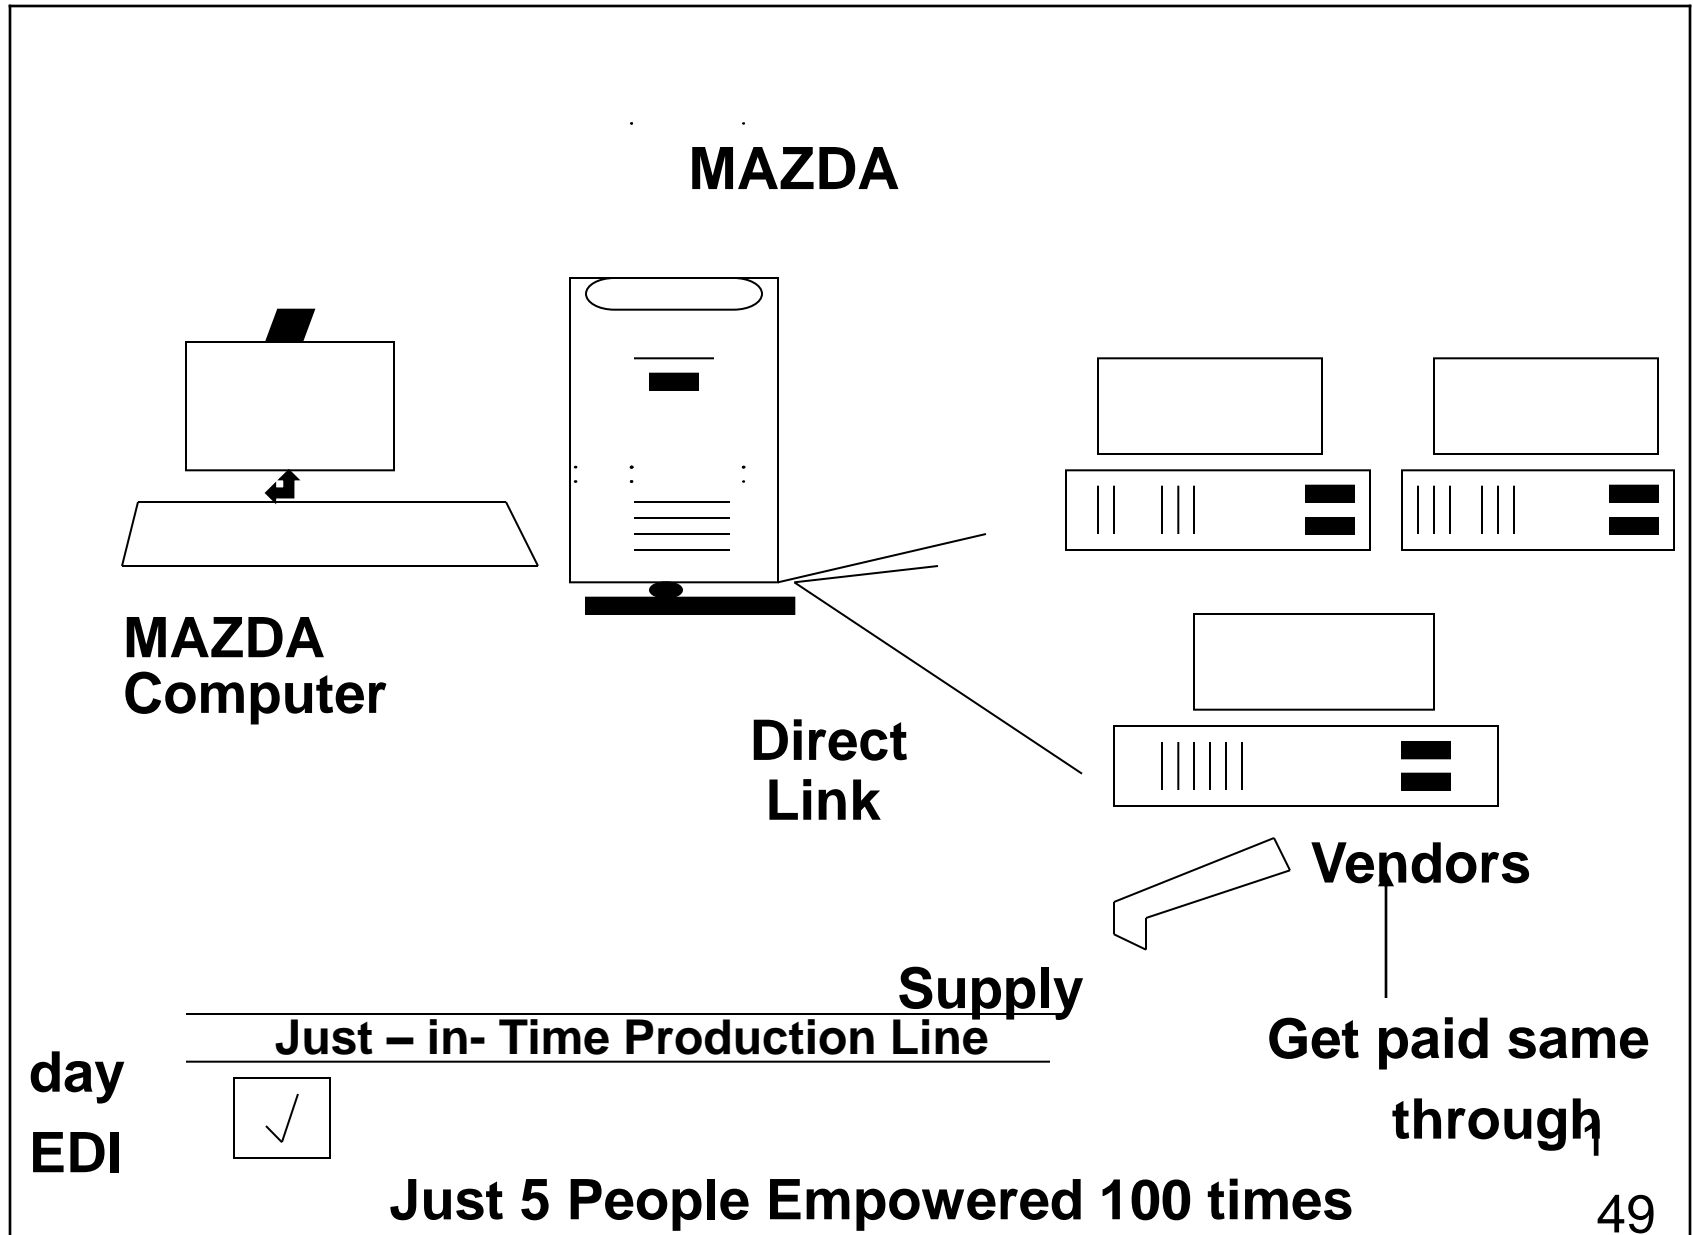 MAZDA
MAZDA
Computer
Direct
Link
Vendors
Supply
Just – in- Time Production Line
Get paid same
day
through
EDI
Just 5 People Empowered 100 times
49